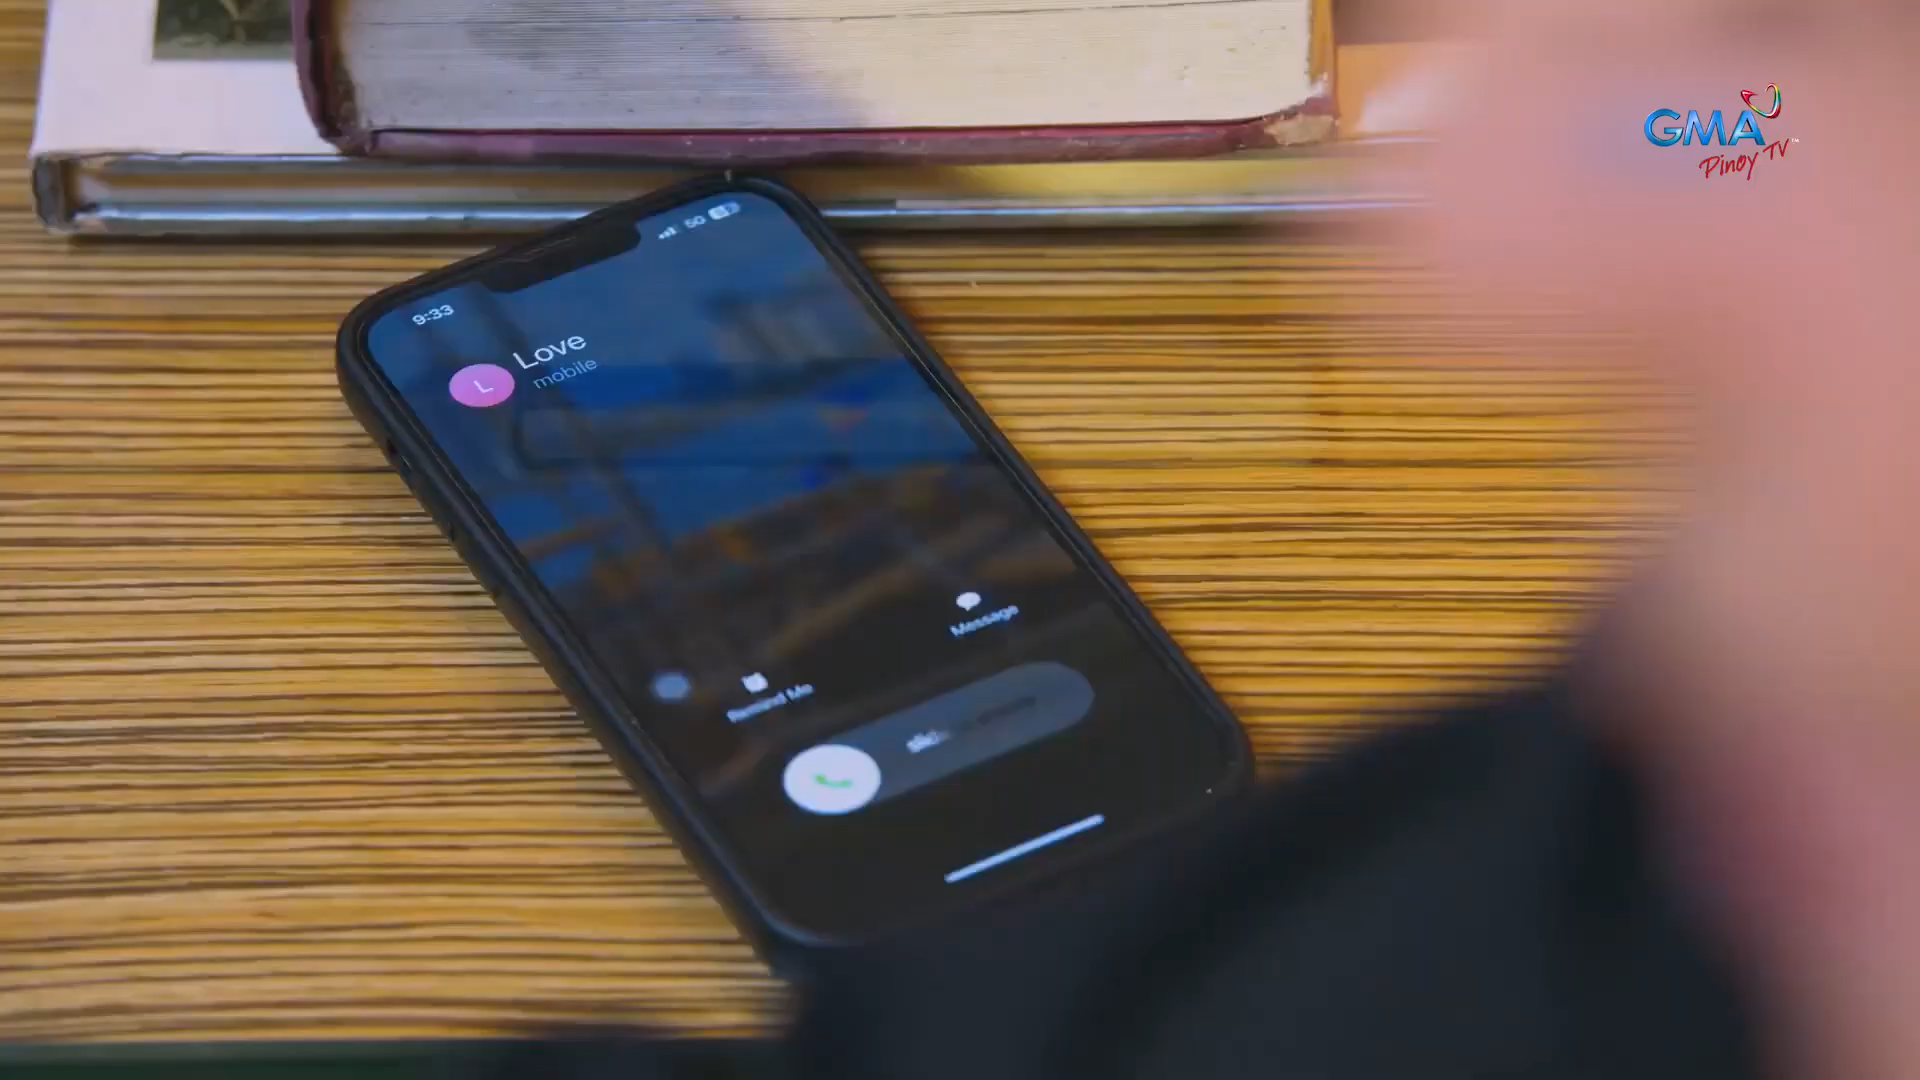 GMA
Pinoy TV
5G
9:33
Love
L
mobile
Message
Remind Me